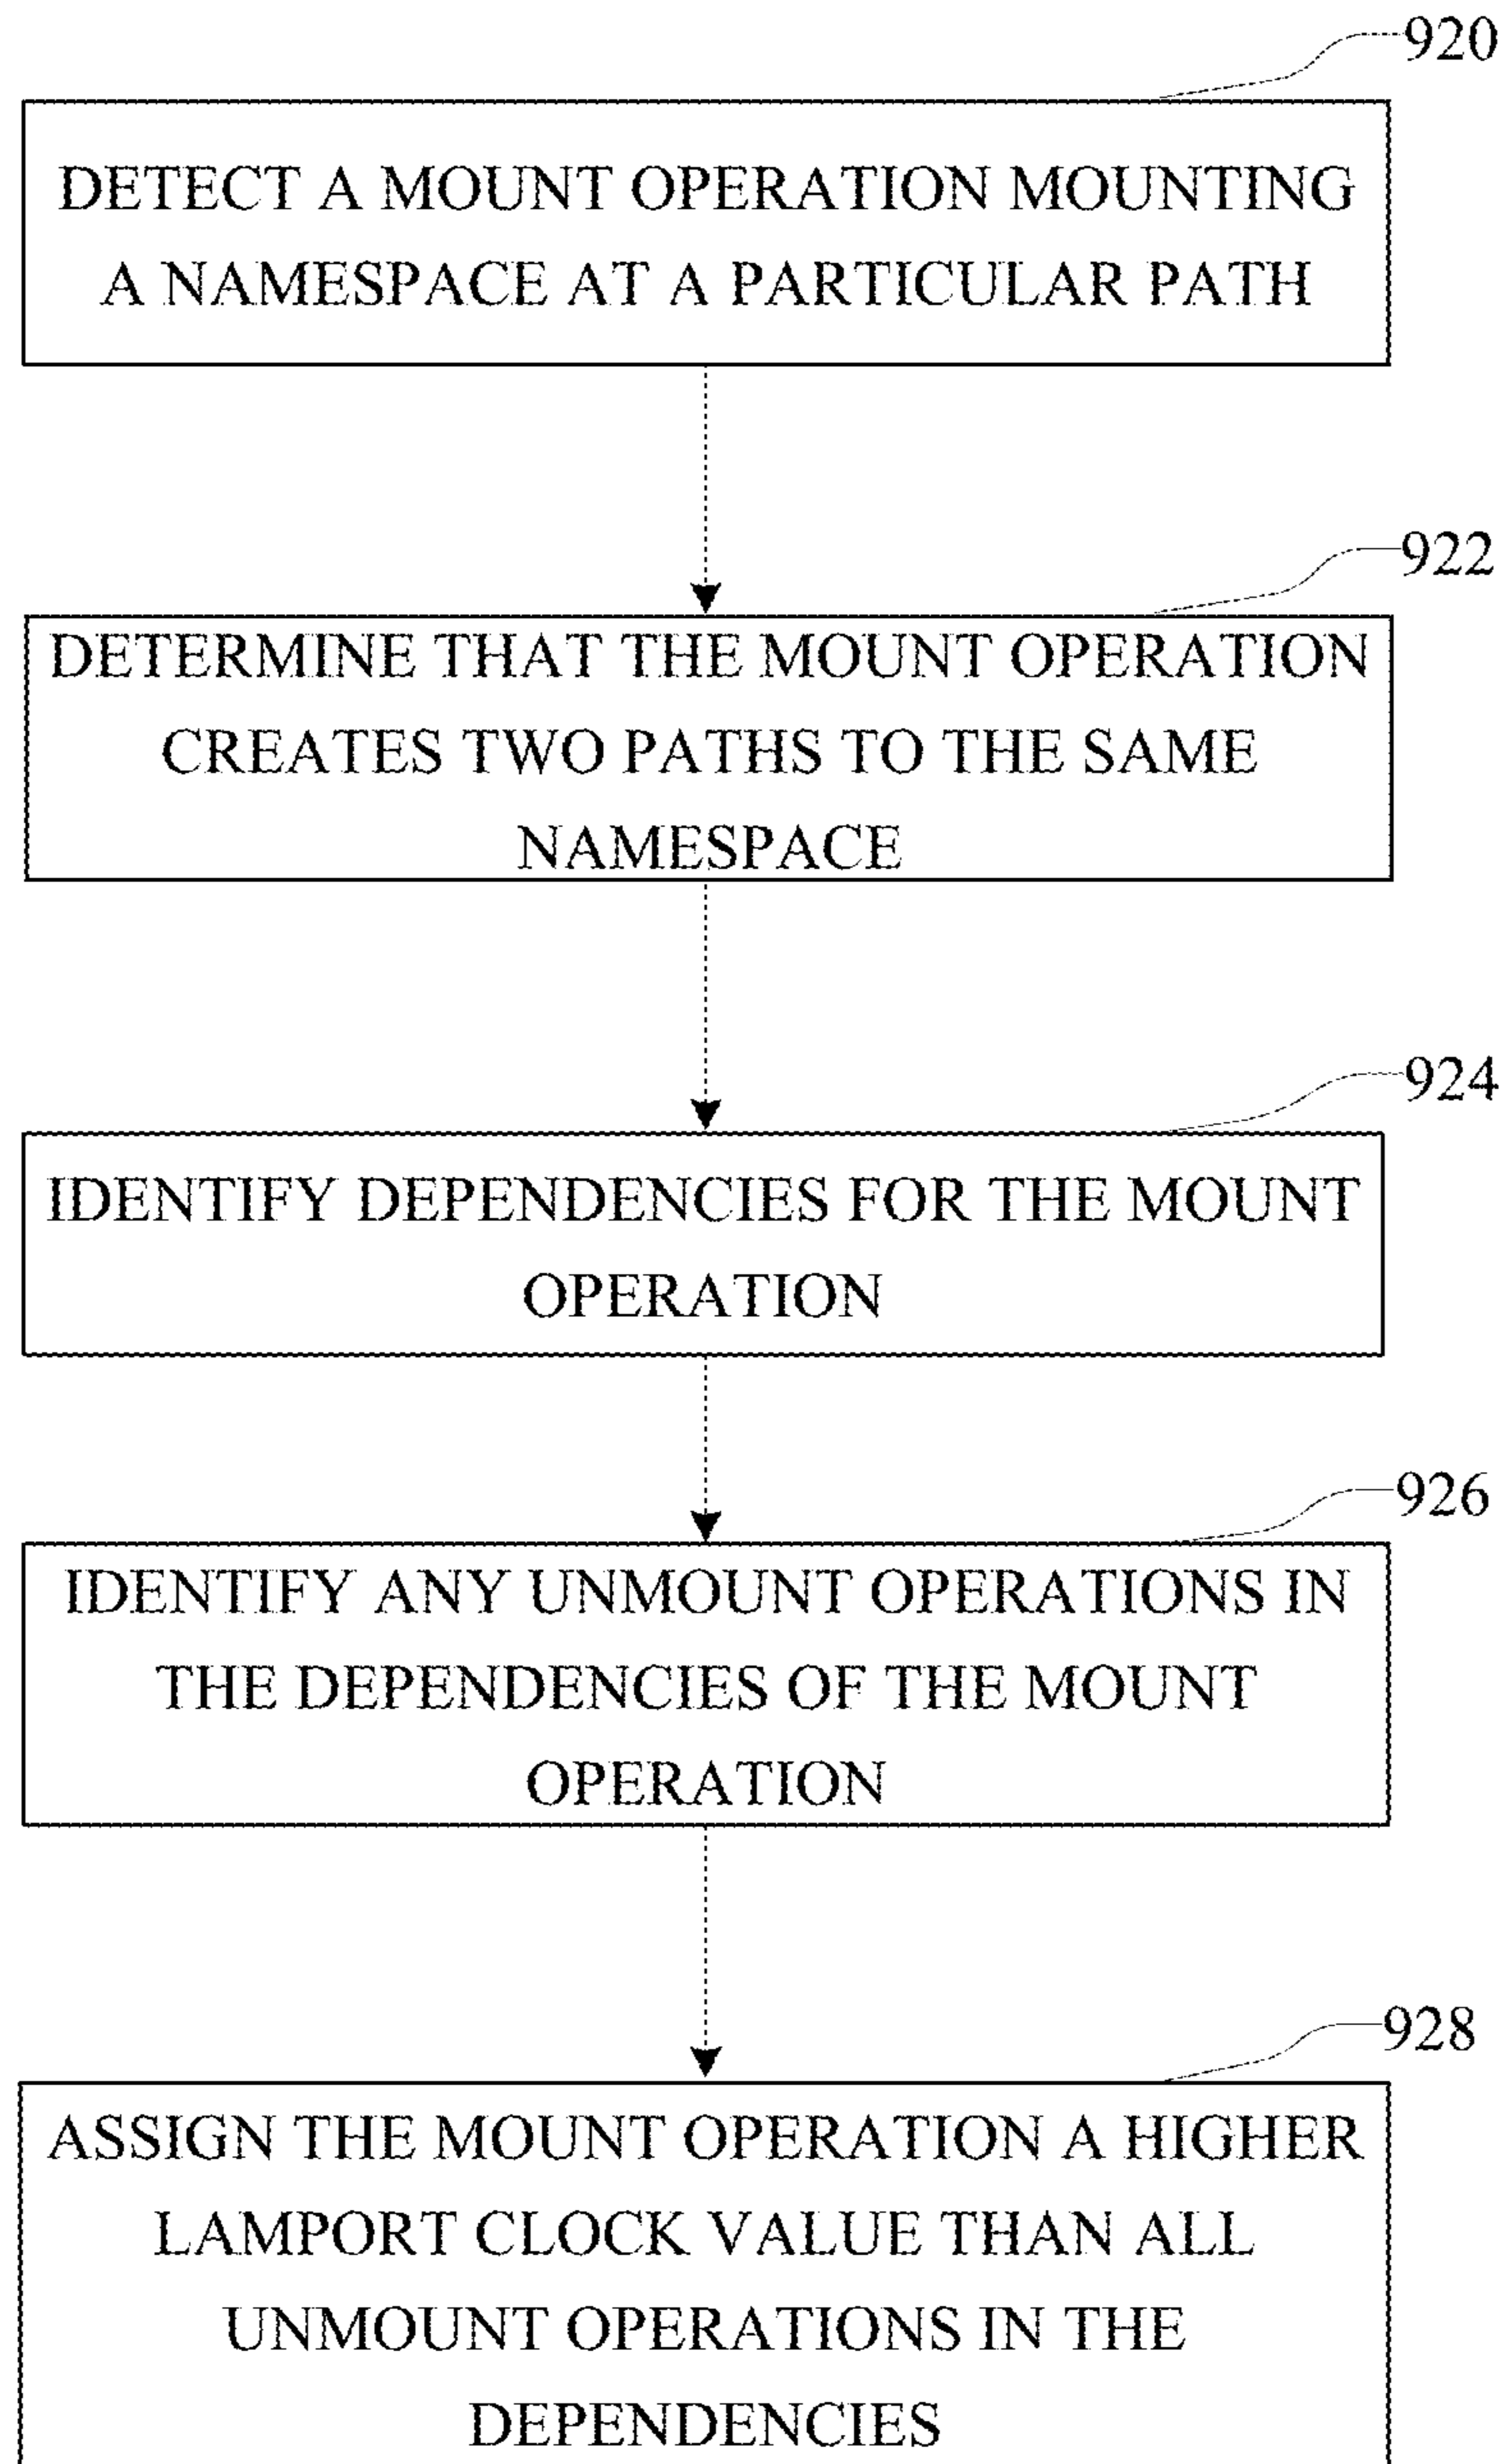 920
DETECT A MOUNT OPERATION MOUNTING
A NAMESPACE AT A PARTICULAR PATH
922
DETERMINE THAT THE MOUNT OPERATION
CREATES TWO PATHS TO THE SAME
NAMESPACE
924
IDENTIFY DEPENDENCIES FOR THE MOUNT
OPERATION
926
IDENTIFY ANY UNMOUNT OPERATIONS IN
THE DEPENDENCIES OF THE MOUNT
OPERATION
928
ASSIGN THE MOUNT OPERATION A HIGHER
LAMPORT CLOCK VALUE THAN ALL
UNMOUNT OPERATIONS IN THE
DEPENDENCIES